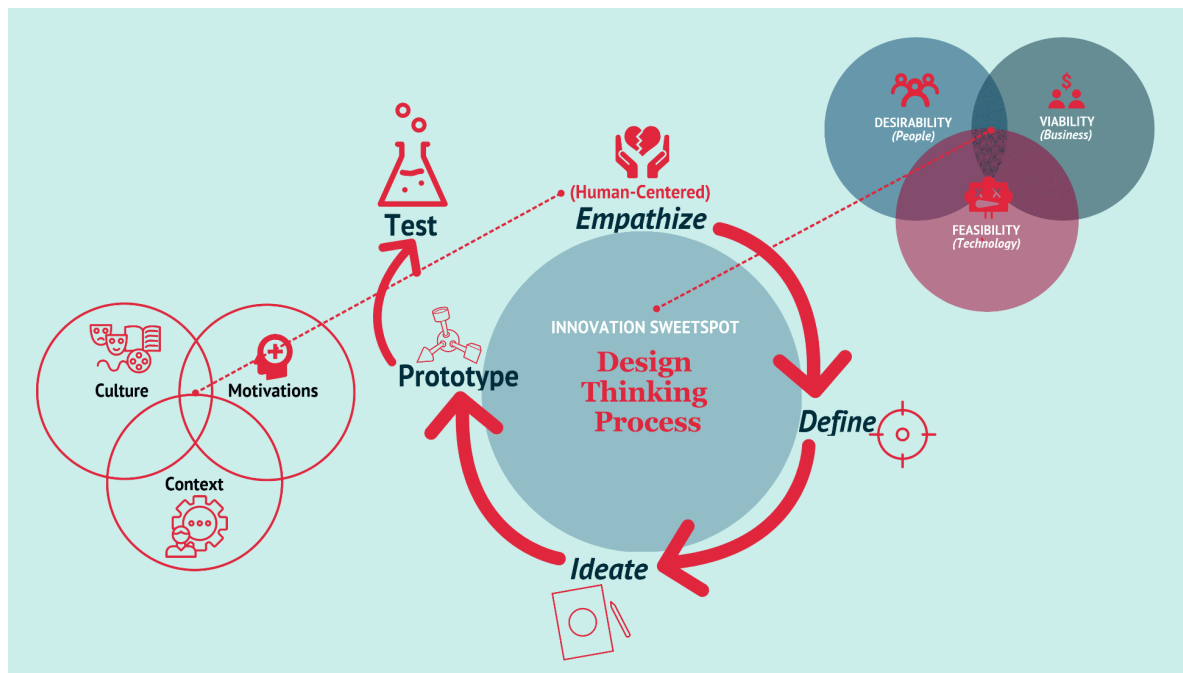 DESIRABILITY
(People)
VIABILITY
(Business)
FEASIBILITY
(Technology)
Test
(Human-Centered)
Empathize
INNOVATION SWEETSPOT
Design
Thinking
Process
Prototype
Define
Ideate
Culture
Motivations
Context
$